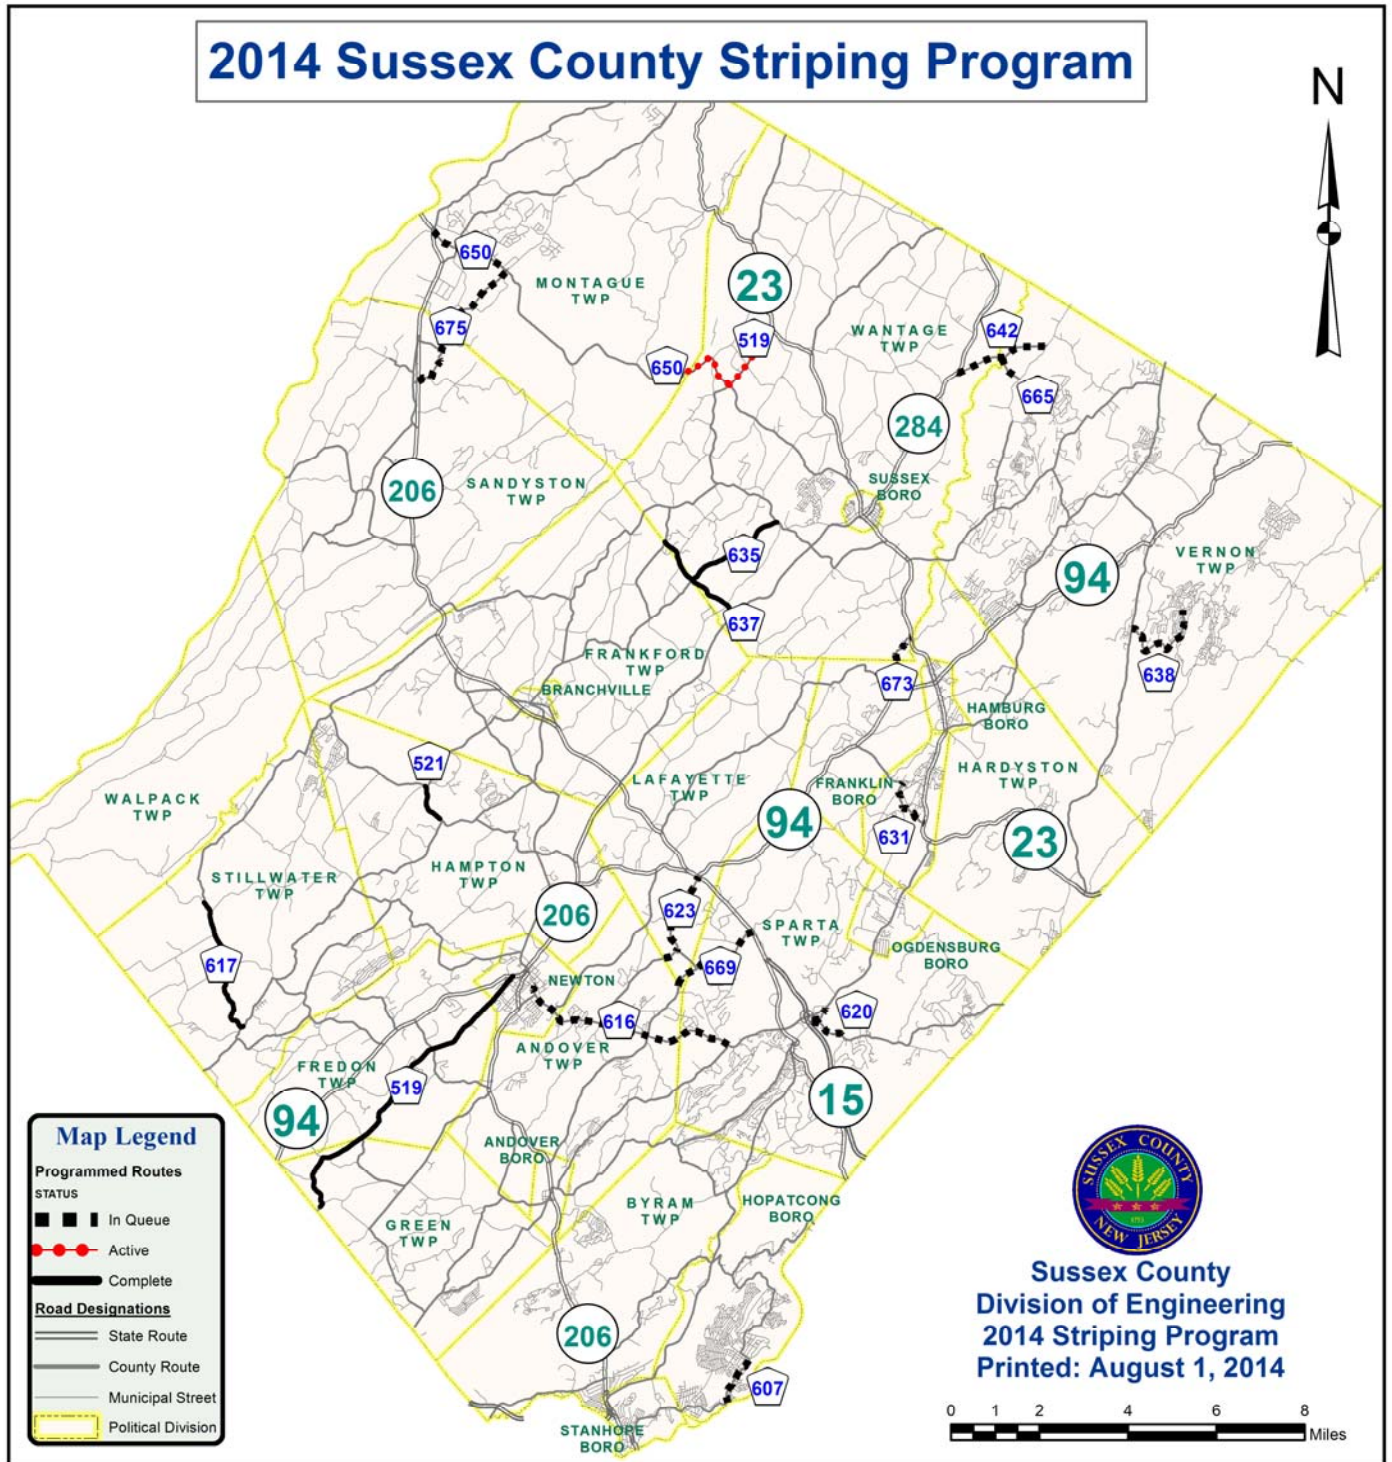 2014 Sussex County Striping Program
N
650
MONTAGUE
TWP
23
675
519
650
WANTAGE
TWP
642
665
284
206
SANDYSTON
TWP
SUSSEX
BORO
635
637
94
VERNON
TWP
638
FRANKFORD
TWP
BRANCHVILLE
673
HAMBURG
BORO
521
LAFAYETTE
TWP
FRANKLIN
BORO
HARDYSTON
TWP
WALPACK
TWP
94
631
23
STILLWATER
TWP
HAMPTON
TWP
206
623
SPARTA
TWP
OGDENSBURG
BORO
617
669
NEWTON
616
620
ANDOVER
TWP
FREDON
TWP
519
94
15
ANDOVER
BORO
BYRAM
TWP
HOPATCONG
BORO
GREEN
TWP
206
607
STANHOPE
BORO
Map Legend
Programmed Routes
STATUS
In Queue
Active
Complete
Road Designations
State Route
County Route
Municipal Street
Political Division
SUSSEX COUNTY
1753
NEW JERSEY
Sussex County
Division of Engineering
2014 Striping Program
Printed: August 1, 2014
0 1 2 4 6 8
Miles